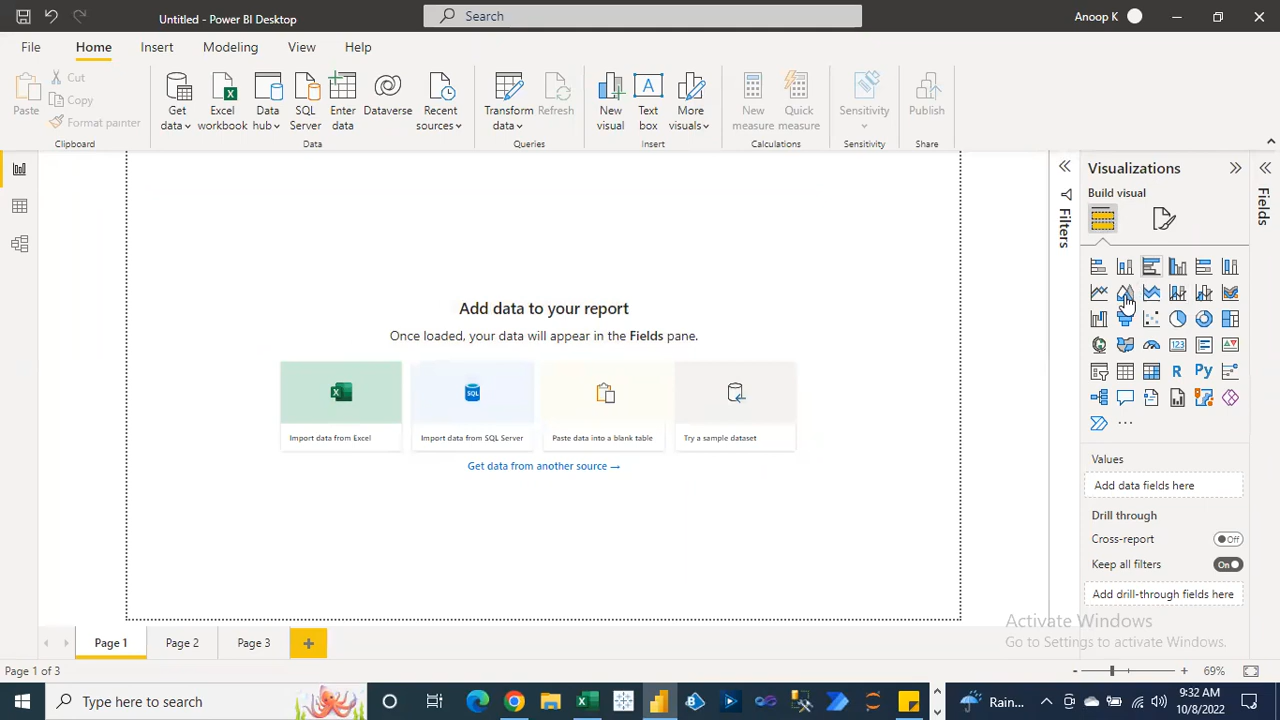 Untitled - Power BI Desktop
Search
Anoop K
File Home Insert Modeling View Help
Paste
Cut
Copy
Format painter
Clipboard
Get data
Excel workbook
Data hub
SQL Server
Enter data
Dataverse
Recent sources
Data
Transform data
Refresh
Queries
New visual
Text box
More visuals
Insert
New measure
Quick measure
Calculations
Sensitivity
Sensitivity
Publish
Share
Add data to your report
Once loaded, your data will appear in the Fields pane.
Import data from Excel
Import data from SQL Server
Paste data into a blank table
Try a sample dataset
Get data from another source →
Filters
Visualizations
Build visual
R
Py
123
Values
Add data fields here
Drill through
Cross-report
Off
Keep all filters
On
Add drill-through fields here
Fields
Activate Windows
Go to Settings to activate Windows.
Page 1 Page 2 Page 3
Page 1 of 3
69%
Type here to search
Rain...
9:32 AM
10/8/2022